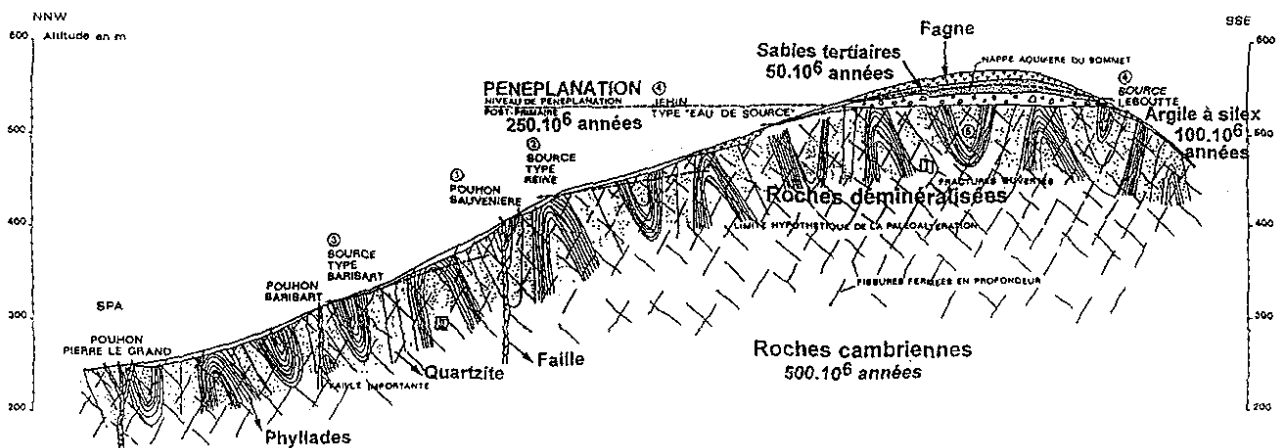 NNW
Altitude en m
SSE
600
500
400
300
200
600
500
400
300
200
Fagne
NAPPE AQUIFERE DU SOMMET
Sables tertiaires
50.10⁶ années
PENEPLANATION
NIVEAU DE PENEPLANATION
POST-PRIMAIRE
250.10⁶ années
④
IEHIN
TYPE "EAU DE SOURCE"
④
SOURCE
LEBOUTTE
Argile à silex
100.10⁶
années
②
SOURCE
TYPE
REINE
①
POUHON
SAUVENIERE
③
SOURCE
TYPE
BARISART
POUHON
BARISART
SPA
POUHON
PIERRE LE GRAND
FRACTURES OUVERTES
Roches déminéralisées
LIMITE HYPOTHETIQUE DE LA PALEOALTERATION
FISSURES FERMEES EN PROFONDEUR
Roches cambriennes
500.10⁶ années
Faille
Quartzite
FAILLE IMPORTANTE
Phyllades